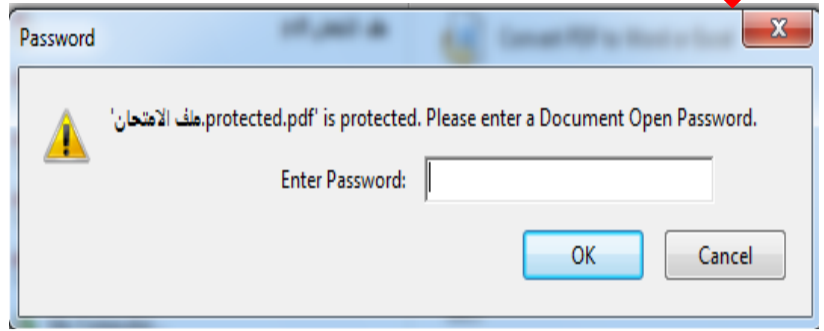 Password
'ملف الامتحان.protected.pdf' is protected. Please enter a Document Open Password.
Enter Password:
OK
Cancel